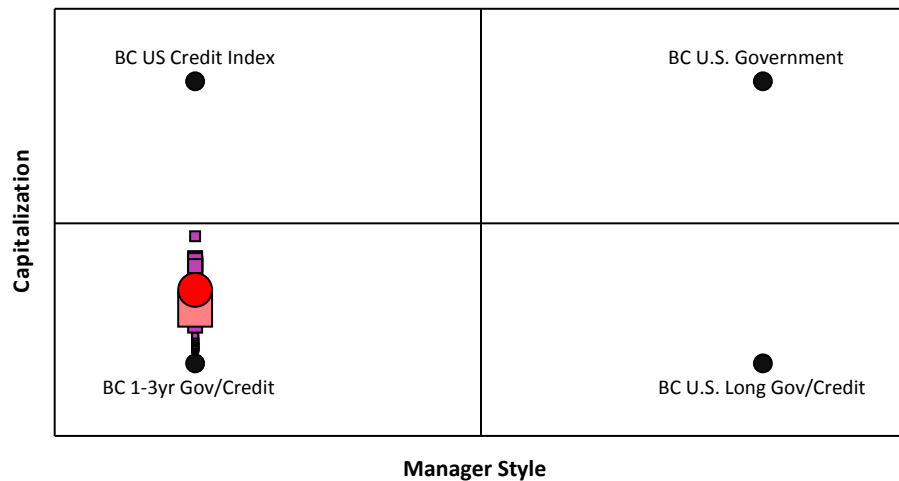 BC US Credit Index
BC U.S. Government
Capitalization
BC 1-3yr Gov/Credit
BC U.S. Long Gov/Credit
Manager Style